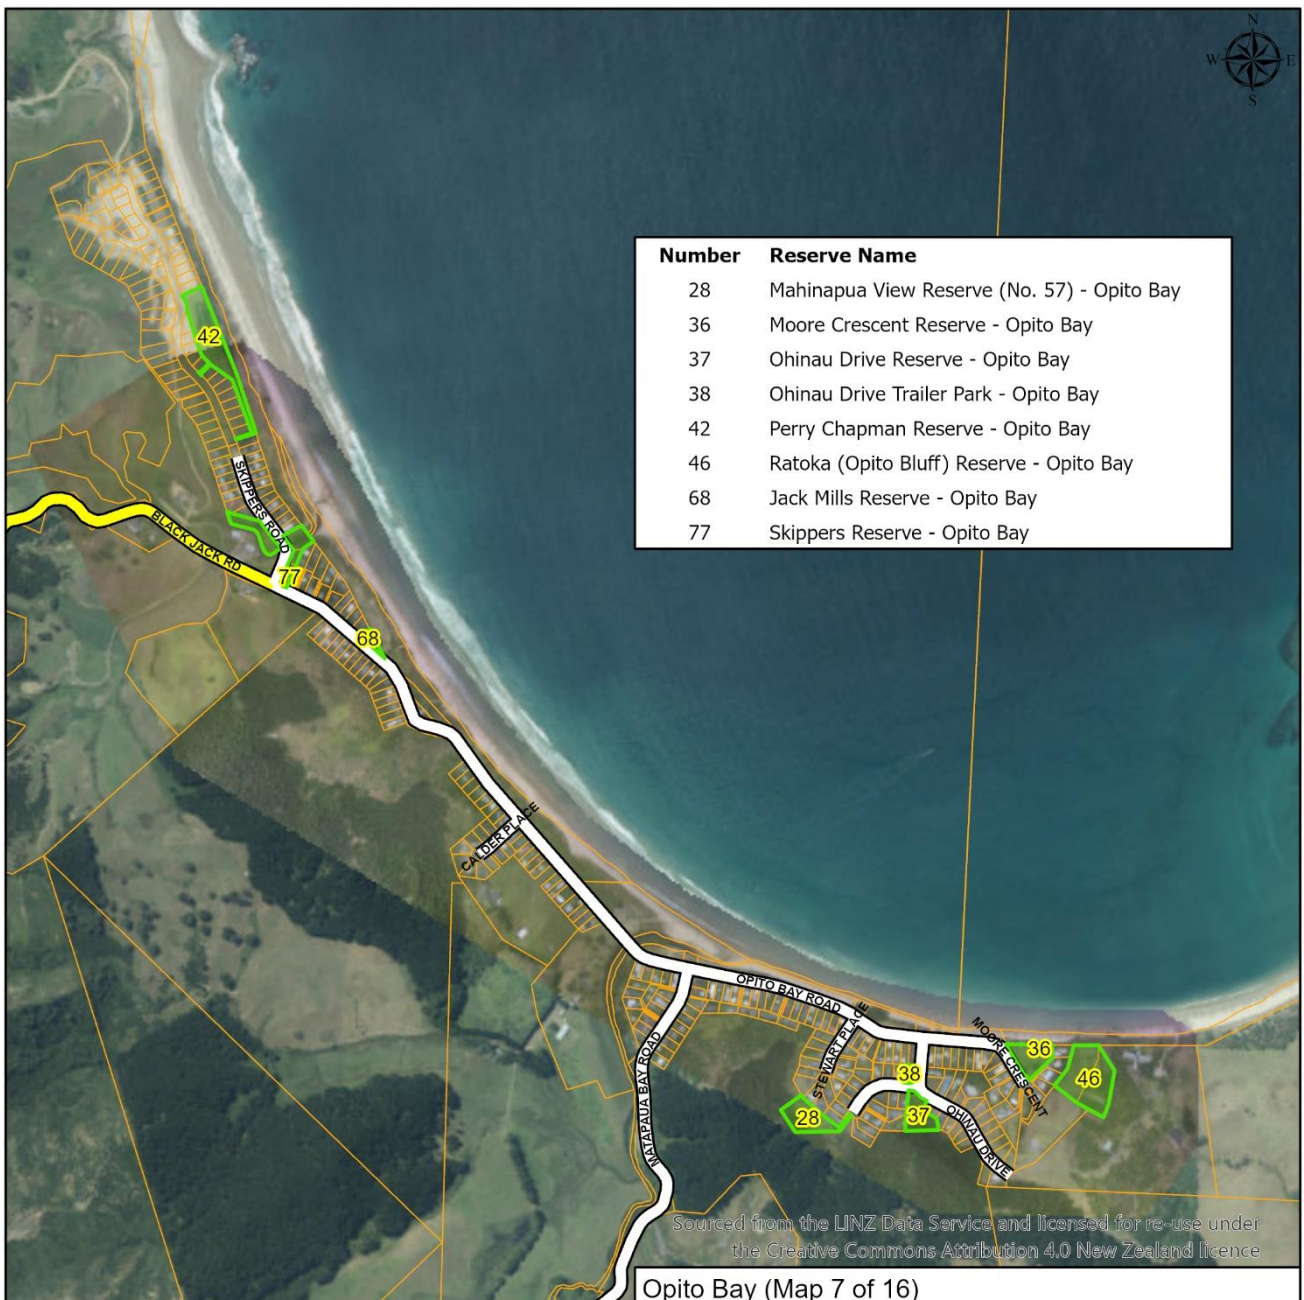 N
W E
S
Number Reserve Name
28 Mahinapua View Reserve (No. 57) - Opito Bay
36 Moore Crescent Reserve - Opito Bay
37 Ohinau Drive Reserve - Opito Bay
38 Ohinau Drive Trailer Park - Opito Bay
42 Perry Chapman Reserve - Opito Bay
46 Ratoka (Opito Bluff) Reserve - Opito Bay
68 Jack Mills Reserve - Opito Bay
77 Skippers Reserve - Opito Bay
42
SKIPPERS ROAD
BLACK JACK RD
77
68
CALDER PLACE
OPITO BAY ROAD
MATAPAUA BAY ROAD
STEWART PLACE
MOORE CRESCENT
36
38
46
28
37
OHINAU DRIVE
Sourced from the LINZ Data Service and licensed for re-use under
the Creative Commons Attribution 4.0 New Zealand licence
Opito Bay (Map 7 of 16)